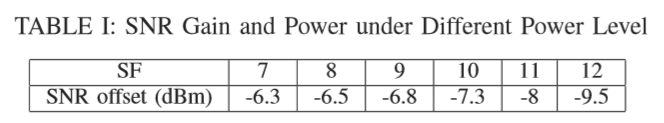 TABLE I: SNR Gain and Power under Different Power Level
SF 7 8 9 10 11 12
SNR offset (dBm) -6.3 -6.5 -6.8 -7.3 -8 -9.5